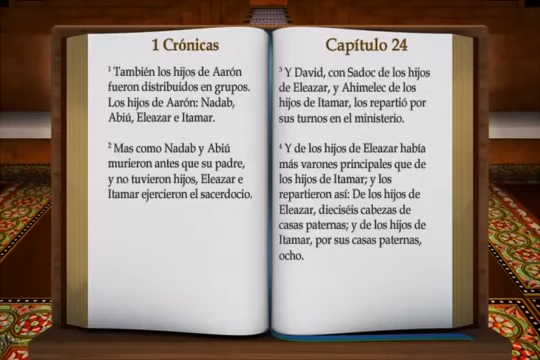 1 Crónicas
1 También los hijos de Aarón
fueron distribuidos en grupos.
Los hijos de Aarón: Nadab,
Abiú, Eleazar e Itamar.
2 Mas como Nadab y Abiú
murieron antes que su padre,
y no tuvieron hijos, Eleazar e
Itamar ejercieron el sacerdocio.
Capítulo 24
3 Y David, con Sadoc de los hijos
de Eleazar, y Ahimelec de los
hijos de Itamar, los repartió por
sus turnos en el ministerio.
4 Y de los hijos de Eleazar había
más varones principales que de
los hijos de Itamar; y los
repartieron así: De los hijos de
Eleazar, dieciséis cabezas de
casas paternas; y de los hijos de
Itamar, por sus casas paternas,
ocho.